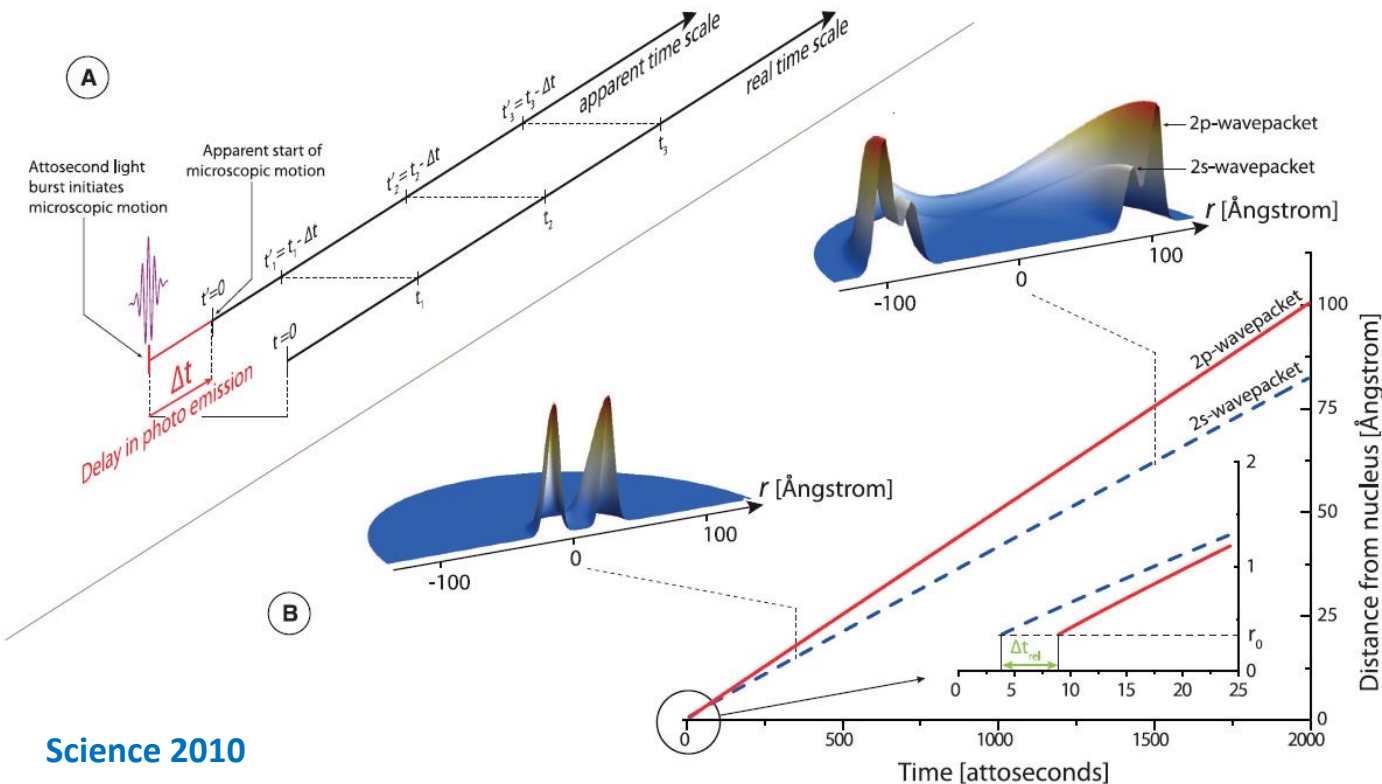 A
Attosecond light
burst initiates
microscopic motion
Apparent start of
microscopic motion
t'=0
t'₁ = t₁ - Δt
t'₂ = t₂ - Δt
t'₃ = t₃ - Δt
apparent time scale
t=0
t₁
t₂
t₃
real time scale
Δt
Delay in photo emission
2p-wavepacket
2s-wavepacket
r [Ångstrom]
-100
0
100
r [Ångstrom]
-100
0
100
B
2p-wavepacket
2s-wavepacket
100
75
50
25
0
Distance from nucleus [Ångstrom]
2
1
r₀
0
Δt_rel
0
5
10
15
20
25
0
500
1000
1500
2000
Time [attoseconds]
Science 2010